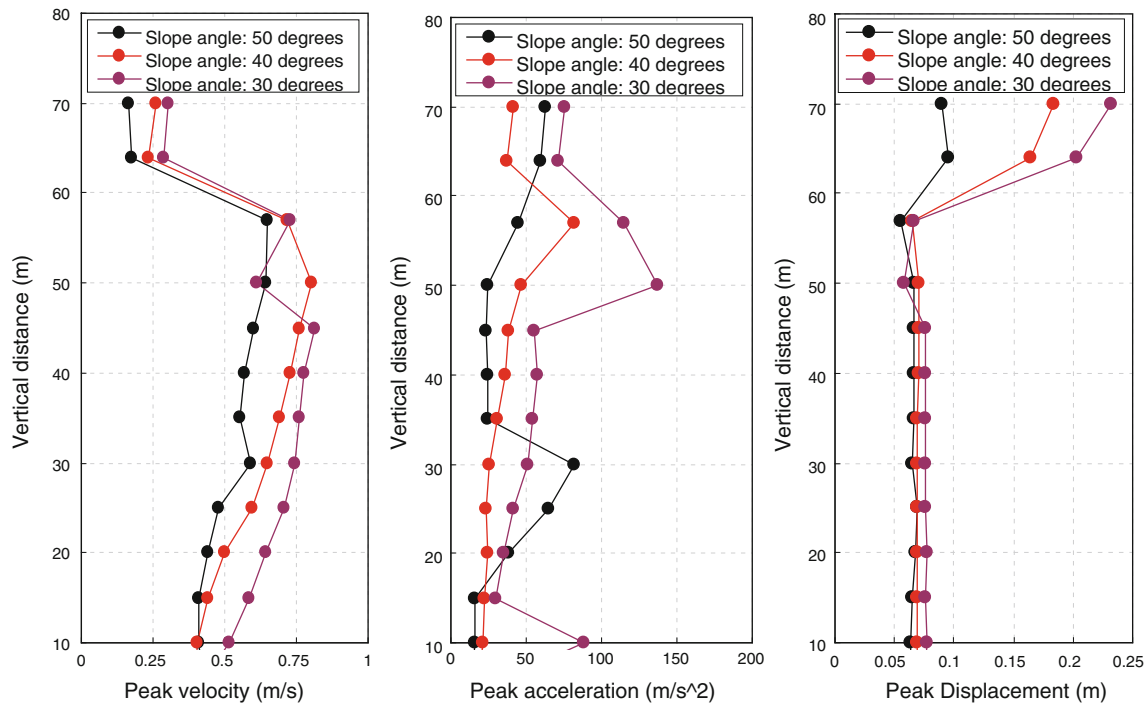 80
Slope angle: 50 degrees
Slope angle: 40 degrees
Slope angle: 30 degrees
70
60
50
40
30
20
10
0
0.25
0.5
0.75
1
Vertical distance (m)
Peak velocity (m/s)
80
Slope angle: 50 degrees
Slope angle: 40 degrees
Slope angle: 30 degrees
70
60
50
40
30
20
10
0
50
100
150
200
Vertical distance (m)
Peak acceleration (m/s^2)
80
Slope angle: 50 degrees
Slope angle: 40 degrees
Slope angle: 30 degrees
70
60
50
40
30
20
10
0
0.05
0.1
0.15
0.2
0.25
Vertical distance (m)
Peak Displacement (m)